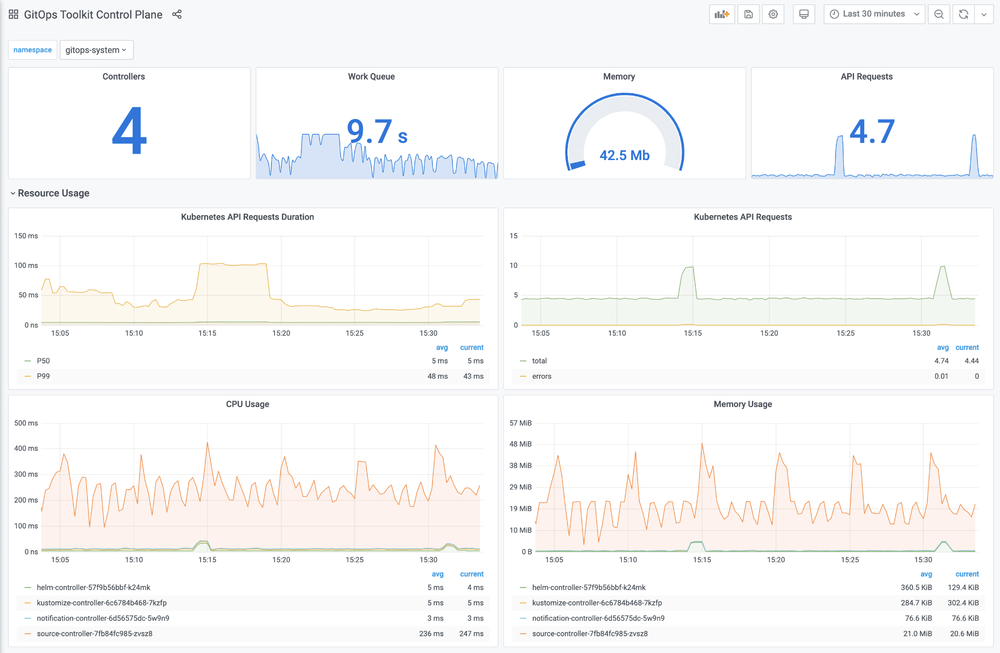 GitOps Toolkit Control Plane
Last 30 minutes
namespace gitops-system
Controllers
4
Work Queue
9.7 s
Memory
42.5 Mb
API Requests
4.7
Resource Usage
Kubernetes API Requests Duration
150 ms
100 ms
50 ms
0 ns
15:05 15:10 15:15 15:20 15:25 15:30
avg current
P50 5 ms 5 ms
P99 48 ms 43 ms
Kubernetes API Requests
15
10
5
0
15:05 15:10 15:15 15:20 15:25 15:30
avg current
total 4.74 4.44
errors 0.01 0
CPU Usage
500 ms
400 ms
300 ms
200 ms
100 ms
0 ns
15:05 15:10 15:15 15:20 15:25 15:30
avg current
helm-controller-57f9b56bbf-k24mk 5 ms 4 ms
kustomize-controller-6c6784b468-7kzfp 5 ms 5 ms
notification-controller-6d56575dc-5w9n9 3 ms 3 ms
source-controller-7fb84fc985-zvsz8 236 ms 247 ms
Memory Usage
57 MiB
48 MiB
38 MiB
29 MiB
19 MiB
10 MiB
0 B
15:05 15:10 15:15 15:20 15:25 15:30
avg current
helm-controller-57f9b56bbf-k24mk 360.5 KiB 129.4 KiB
kustomize-controller-6c6784b468-7kzfp 284.7 KiB 302.4 KiB
notification-controller-6d56575dc-5w9n9 76.6 KiB 76.6 KiB
source-controller-7fb84fc985-zvsz8 21.0 MiB 20.6 MiB